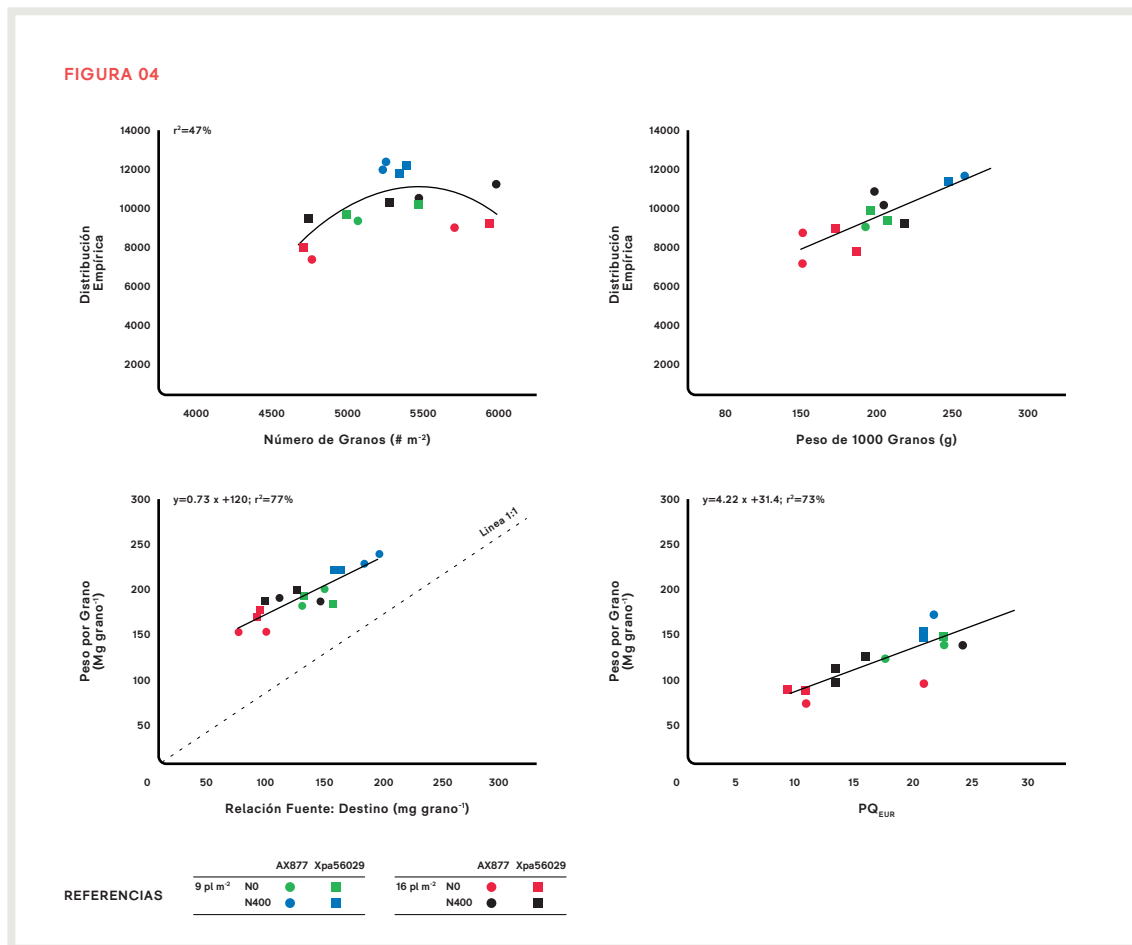 FIGURA 04
14000
r²=47%
12000
10000
8000
6000
4000
2000
Distribución
Empírica
4000 4500 5000 5500 6000
Número de Granos (# m⁻²)
14000
12000
10000
8000
6000
4000
2000
Distribución
Empírica
80 150 200 250 300
Peso de 1000 Granos (g)
300
y=0.73 x +120; r²=77%
Linea 1:1
250
200
150
100
50
Peso por Grano
(Mg grano⁻¹)
0 50 100 150 200 250 300
Relación Fuente: Destino (mg grano⁻¹)
300
y=4.22 x +31.4; r²=73%
250
200
150
100
50
Peso por Grano
(Mg grano⁻¹)
0 5 10 15 20 25 30
PQEUR
REFERENCIAS
AX877 Xpa56029
9 pl m⁻² N0
N400
AX877 Xpa56029
16 pl m⁻² N0
N400